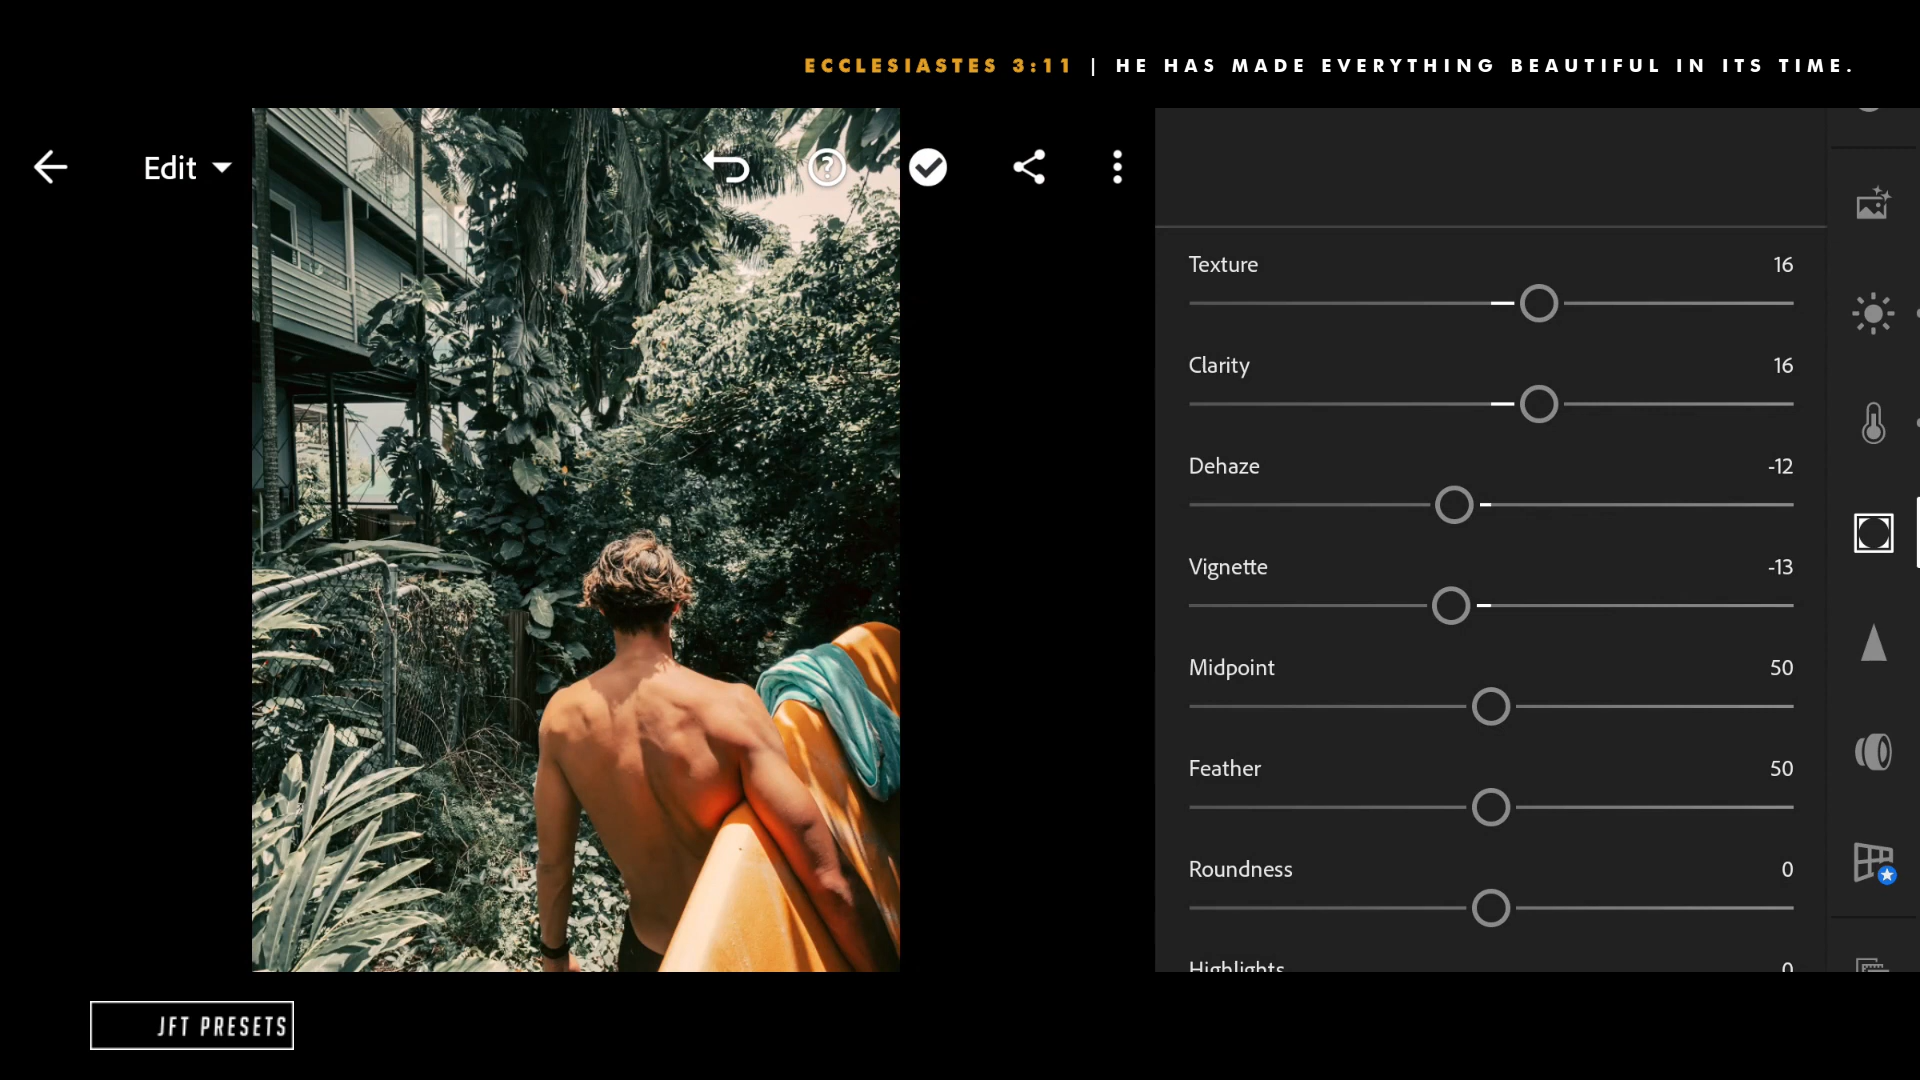 ECCLESIASTES 3:11 | HE HAS MADE EVERYTHING BEAUTIFUL IN ITS TIME.
Edit
Texture 16
Clarity 16
Dehaze -12
Vignette -13
Midpoint 50
Feather 50
Roundness 0
Highlights 0
JFT PRESETS